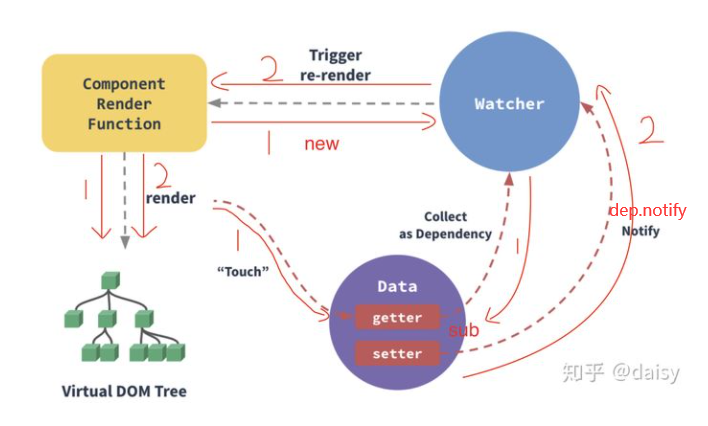 Trigger
re-render
2
Component
Render
Function
Watcher
1
new
2
1
2
render
dep.notify
Notify
Collect
as Dependency
1
1
"Touch"
Data
getter
sub
setter
Virtual DOM Tree
知乎 @daisy